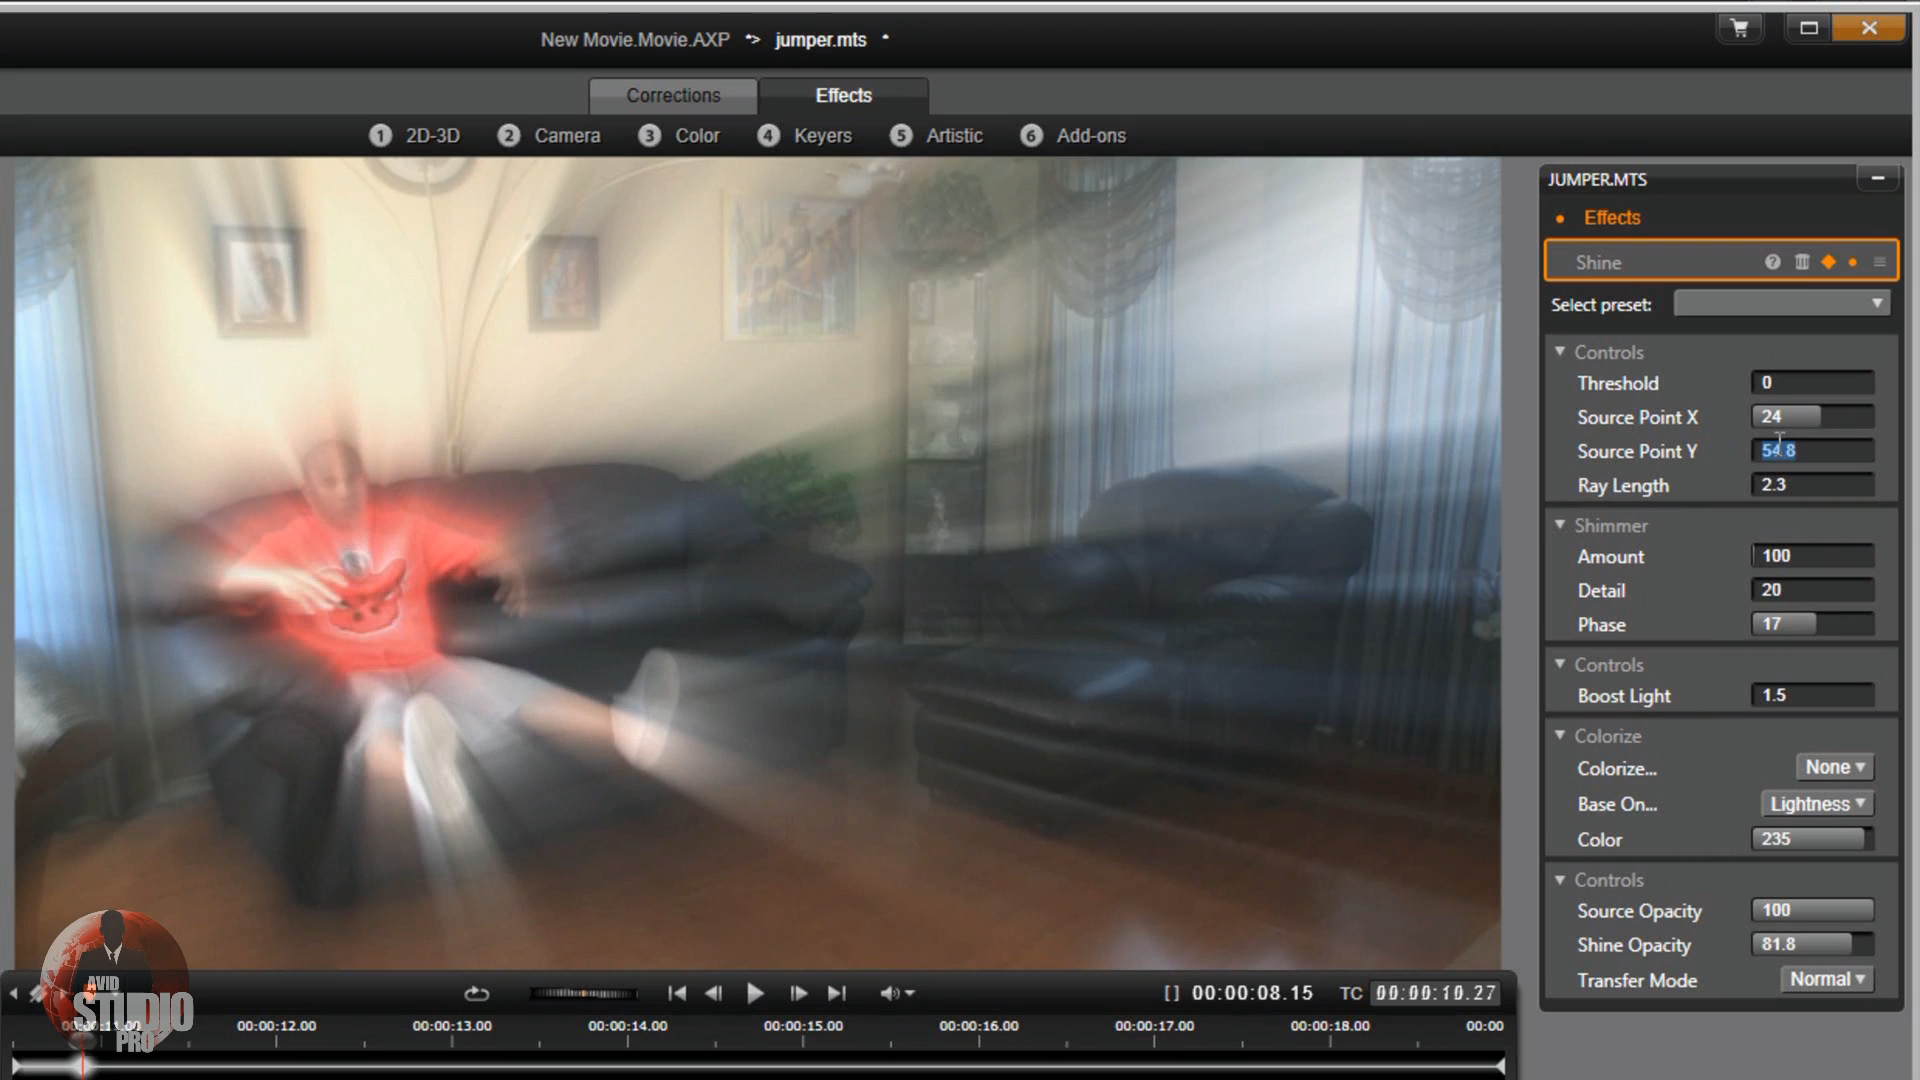 New Movie.Movie.AXP *> jumper.mts *
Corrections
Effects
1 2D-3D
2 Camera
3 Color
4 Keyers
5 Artistic
6 Add-ons
JUMPER.MTS
Effects
Shine
Select preset:
Controls
Threshold 0
Source Point X 24
Source Point Y 54.8
Ray Length 2.3
Shimmer
Amount 100
Detail 20
Phase 17
Controls
Boost Light 1.5
Colorize
Colorize... None
Base On... Lightness
Color 235
Controls
Source Opacity 100
Shine Opacity 81.8
Transfer Mode Normal
AVID
STUDIO
PRO
[ ] 00:00:08.15 TC 00:00:10.27
00:00:11.00 00:00:12.00 00:00:13.00 00:00:14.00 00:00:15.00 00:00:16.00 00:00:17.00 00:00:18.00 00:00